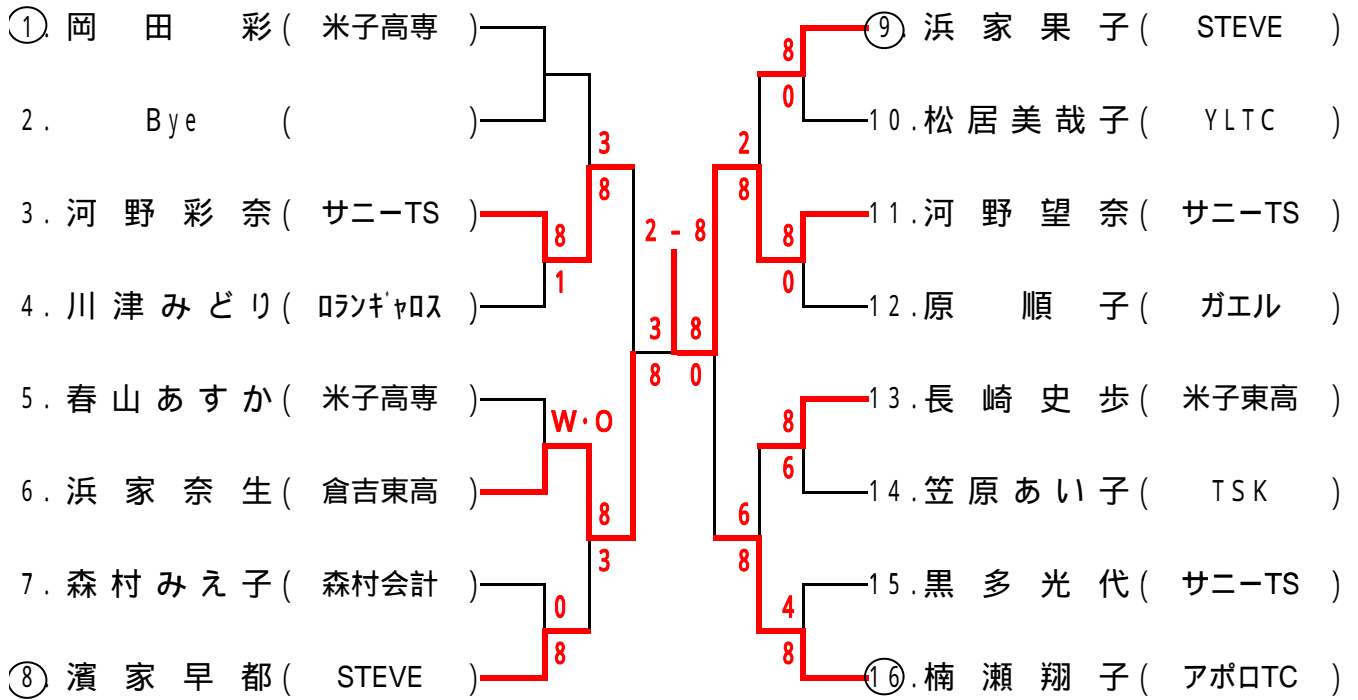 ①. 岡田 彩 ( 米子高専 )
2. Bye ( )
3. 河野彩奈 ( サニーTS )
4. 川津みどり ( ロランギャロス )
5. 春山あすか ( 米子高専 )
6. 浜家奈生 ( 倉吉東高 )
7. 森村みえ子 ( 森村会計 )
⑧. 濱家早都 ( STEVE )
3
8
8
1
W・O
8
3
0
8
3
8
2-8
8
0
8
0
2
8
8
0
8
6
6
8
4
8
⑨. 浜家果子 ( STEVE )
10. 松居美哉子 ( YLTC )
11. 河野望奈 ( サニーTS )
12. 原 順子 ( ガエル )
13. 長崎史歩 ( 米子東高 )
14. 笠原あい子 ( TSK )
15. 黒多光代 ( サニーTS )
⑯. 楠瀬翔子 ( アポロTC )